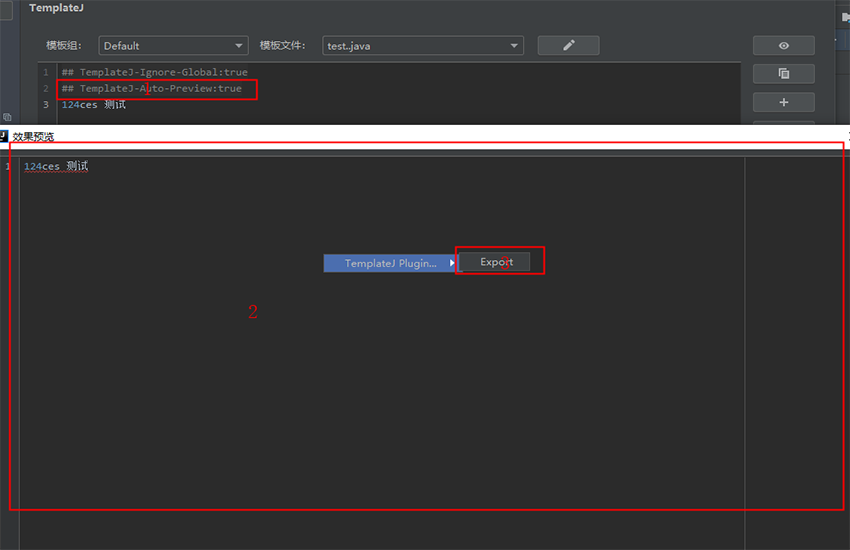 TemplateJ
模板组: Default 模板文件: test..java
1 ## TemplateJ-Ignore-Global:true
2 ## TemplateJ-Auto-Preview:true
1
3 124ces 测试
效果预览
1 124ces 测试
TemplateJ Plugin... Export
3
2